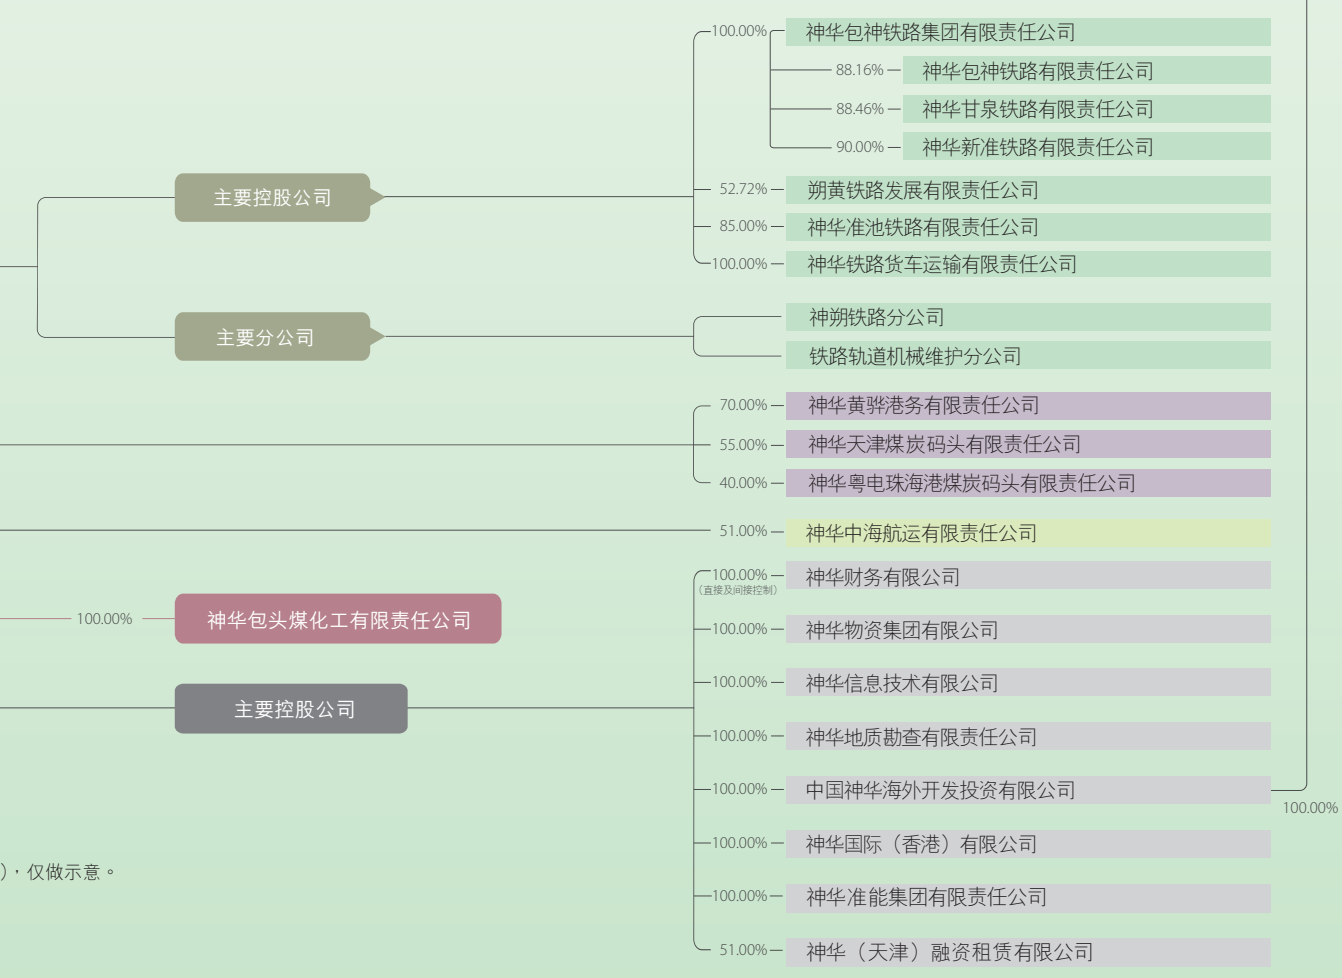 100.00% 神华包神铁路集团有限责任公司
88.16% 神华包神铁路有限责任公司
88.46% 神华甘泉铁路有限责任公司
90.00% 神华新准铁路有限责任公司
主要控股公司
52.72% 朔黄铁路发展有限责任公司
85.00% 神华准池铁路有限责任公司
100.00% 神华铁路货车运输有限责任公司
主要分公司
神朔铁路分公司
铁路轨道机械维护分公司
70.00% 神华黄骅港务有限责任公司
55.00% 神华天津煤炭码头有限责任公司
40.00% 神华粤电珠海港煤炭码头有限责任公司
51.00% 神华中海航运有限责任公司
100.00% 神华包头煤化工有限责任公司
主要控股公司
100.00% 神华财务有限公司
（直接及间接控制）
100.00% 神华物资集团有限公司
100.00% 神华信息技术有限公司
100.00% 神华地质勘查有限责任公司
100.00% 中国神华海外开发投资有限公司
100.00%
100.00% 神华国际（香港）有限公司
100.00% 神华准能集团有限责任公司
51.00% 神华（天津）融资租赁有限公司
)，仅做示意。